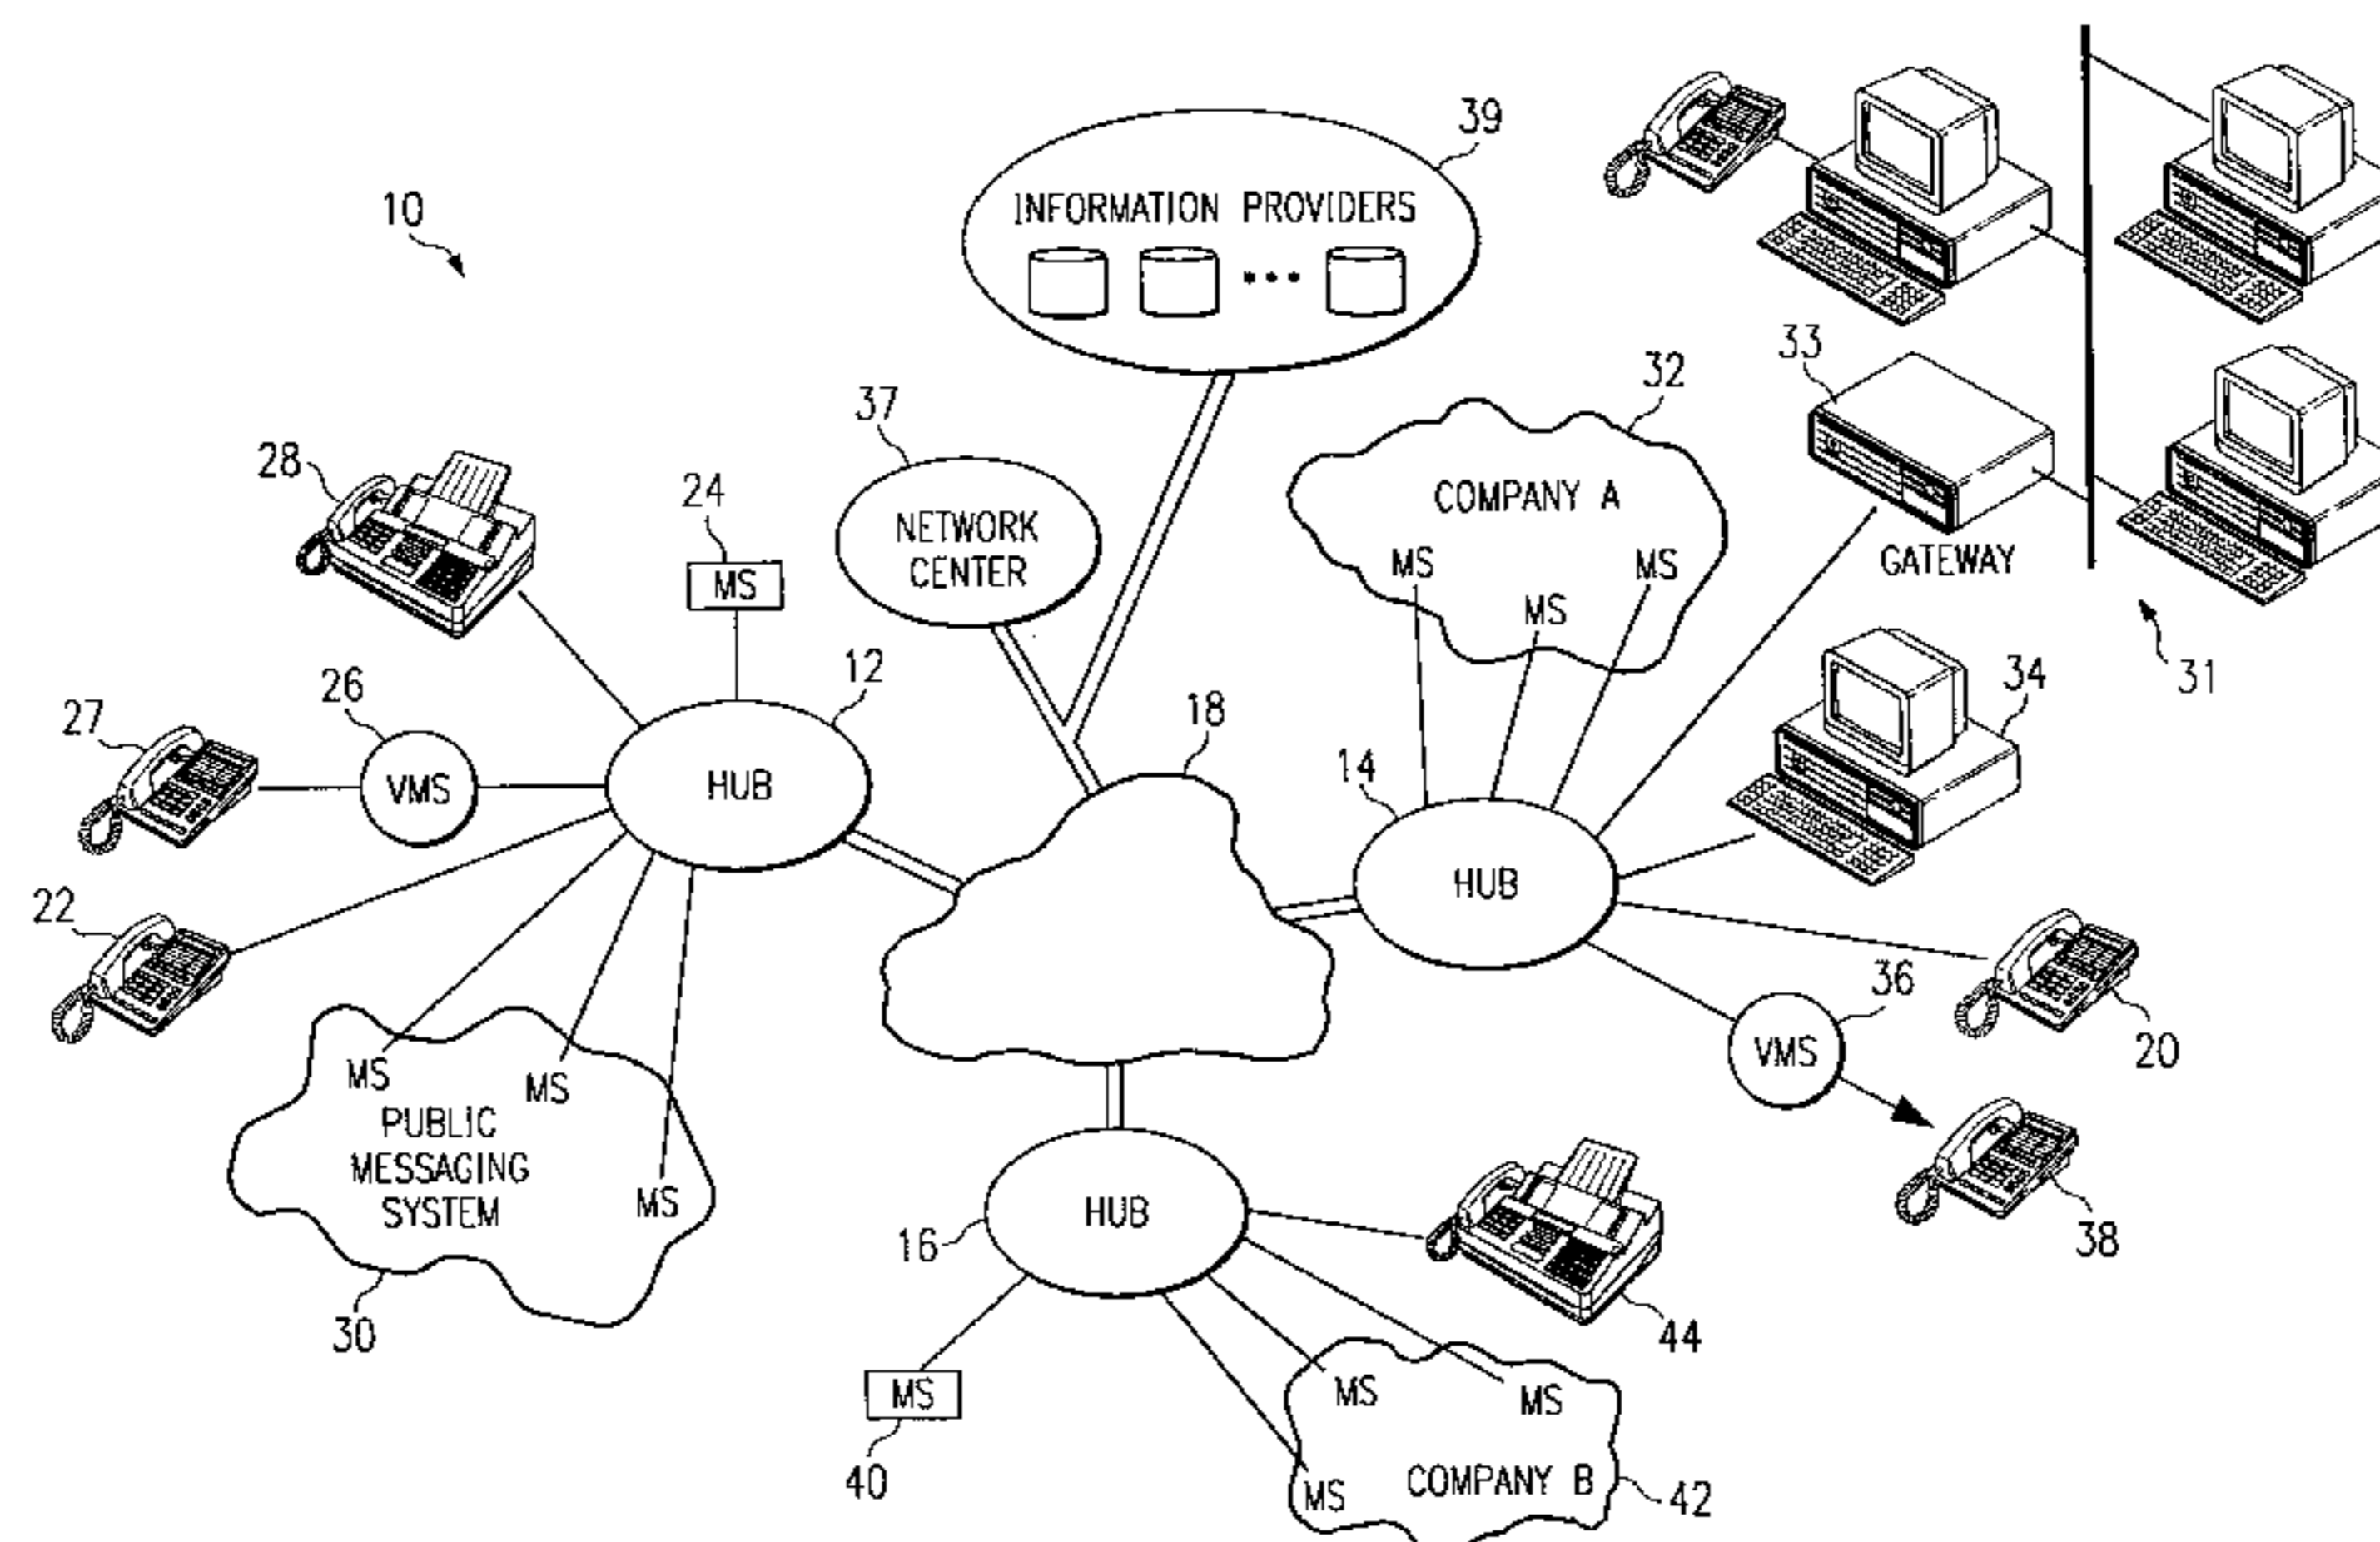 10
39
INFORMATION PROVIDERS
...
33
32
37
28
24
MS
NETWORK
CENTER
COMPANY A
MS
MS
MS
GATEWAY
31
34
12
26
27
18
14
VMS
HUB
HUB
22
36
VMS
20
MS
MS
MS
PUBLIC
MESSAGING
SYSTEM
30
HUB
16
38
44
MS
40
MS
MS
MS
COMPANY B
42